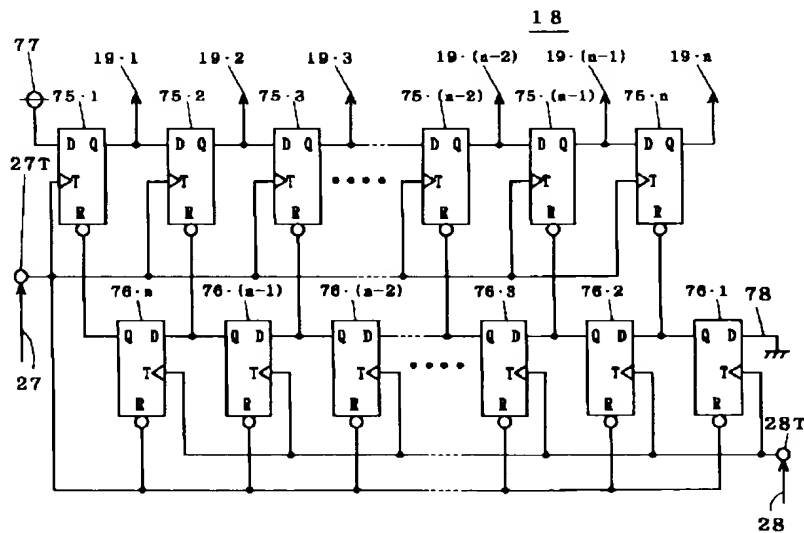 18
77
19·1 19·2 19·3 19·(n-2) 19·(n-1) 19·n
75·1 75·2 75·3 75·(n-2) 75·(n-1) 75·n
27T
D Q D Q D Q D Q D Q D Q
T T T T T T
R R R R R R
76·n 76·(n-1) 76·(n-2) 76·3 76·2 76·1 78
Q D Q D Q D Q D Q D Q D
T T T T T T
27
R R R R R R
28T
28